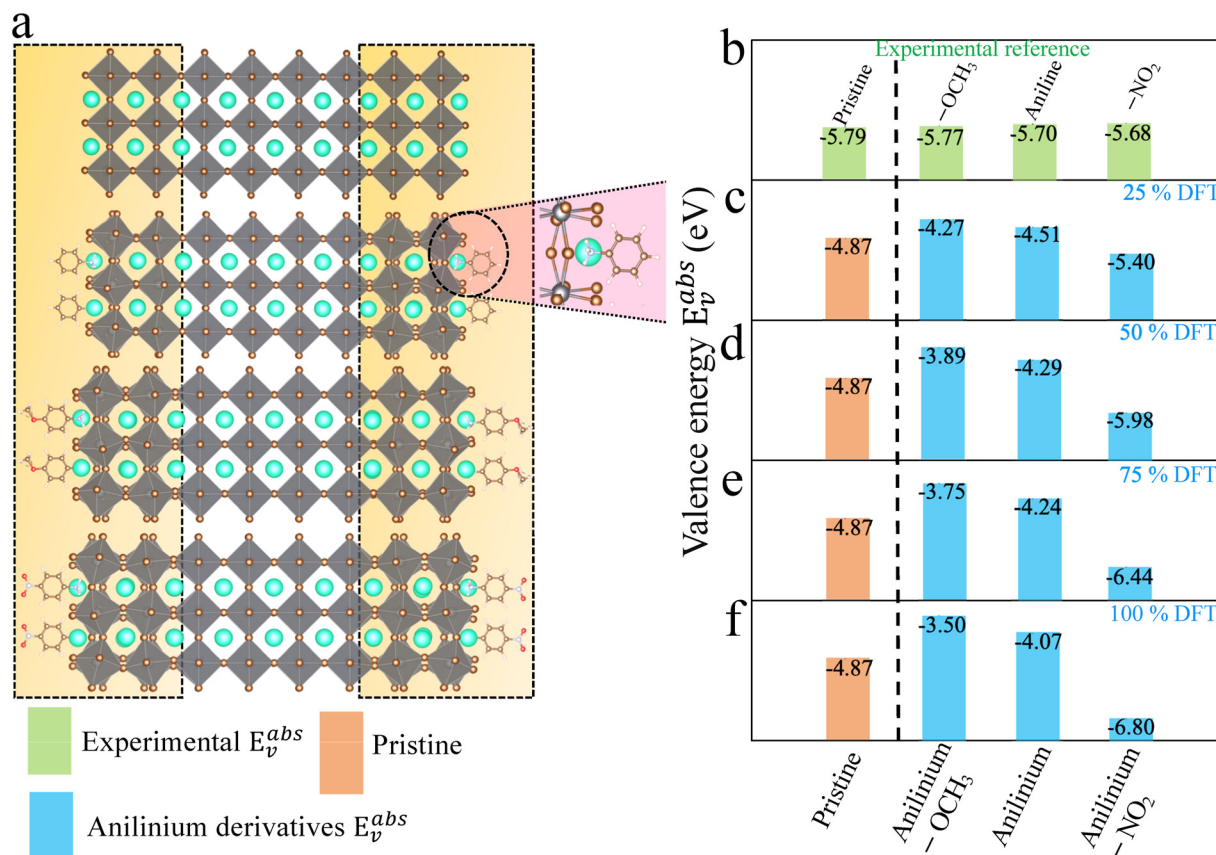 a
Experimental E_v^{abs}
Pristine
Anilinium derivatives E_v^{abs}
Valence energy E_v^{abs} (eV)
b
Experimental reference
Pristine
−OCH₃
Aniline
−NO₂
-5.79
-5.77
-5.70
-5.68
c
25 % DFT
-4.87
-4.27
-4.51
-5.40
d
50 % DFT
-4.87
-3.89
-4.29
-5.98
e
75 % DFT
-4.87
-3.75
-4.24
-6.44
f
100 % DFT
-4.87
-3.50
-4.07
-6.80
Pristine
Anilinium
− OCH₃
Anilinium
Anilinium
− NO₂